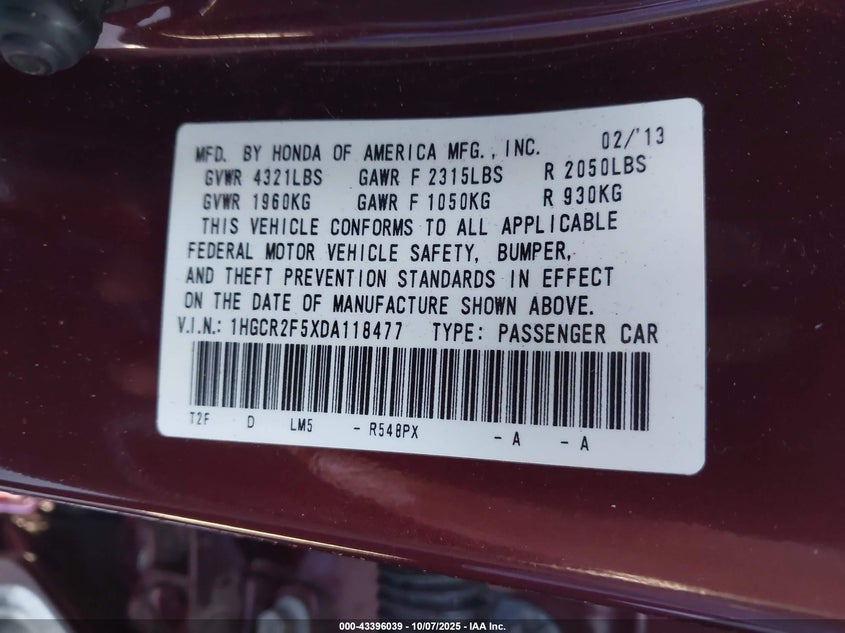 MFD. BY HONDA OF AMERICA MFG., INC. 02/'13
GVWR 4321LBS GAWR F 2315LBS R 2050LBS
GVWR 1960KG GAWR F 1050KG R 930KG
THIS VEHICLE CONFORMS TO ALL APPLICABLE
FEDERAL MOTOR VEHICLE SAFETY, BUMPER,
AND THEFT PREVENTION STANDARDS IN EFFECT
ON THE DATE OF MANUFACTURE SHOWN ABOVE.
V.I.N.: 1HGCR2F5XDA118477 TYPE: PASSENGER CAR
T2F D LM5 - R548PX - A - A
000-43396039 - 10/07/2025 - IAA Inc.